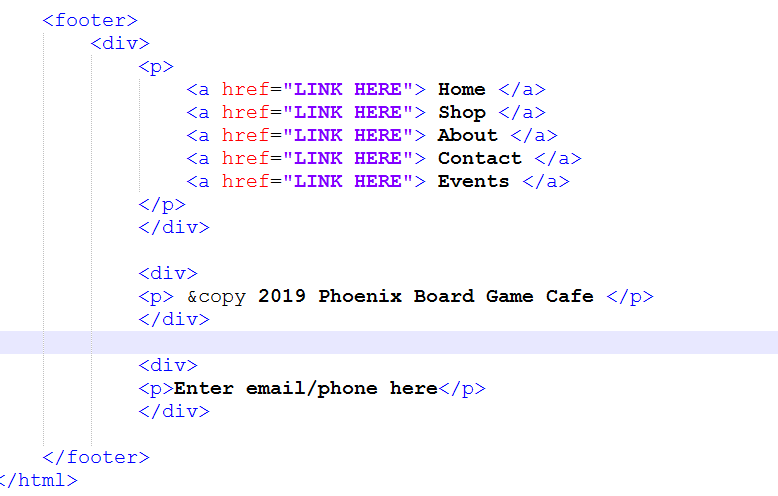 <footer>
<div>
<p>
<a href="LINK HERE"> Home </a>
<a href="LINK HERE"> Shop </a>
<a href="LINK HERE"> About </a>
<a href="LINK HERE"> Contact </a>
<a href="LINK HERE"> Events </a>
</p>
</div>
<div>
<p> &copy 2019 Phoenix Board Game Cafe </p>
</div>
<div>
<p>Enter email/phone here</p>
</div>
</footer>
</html>